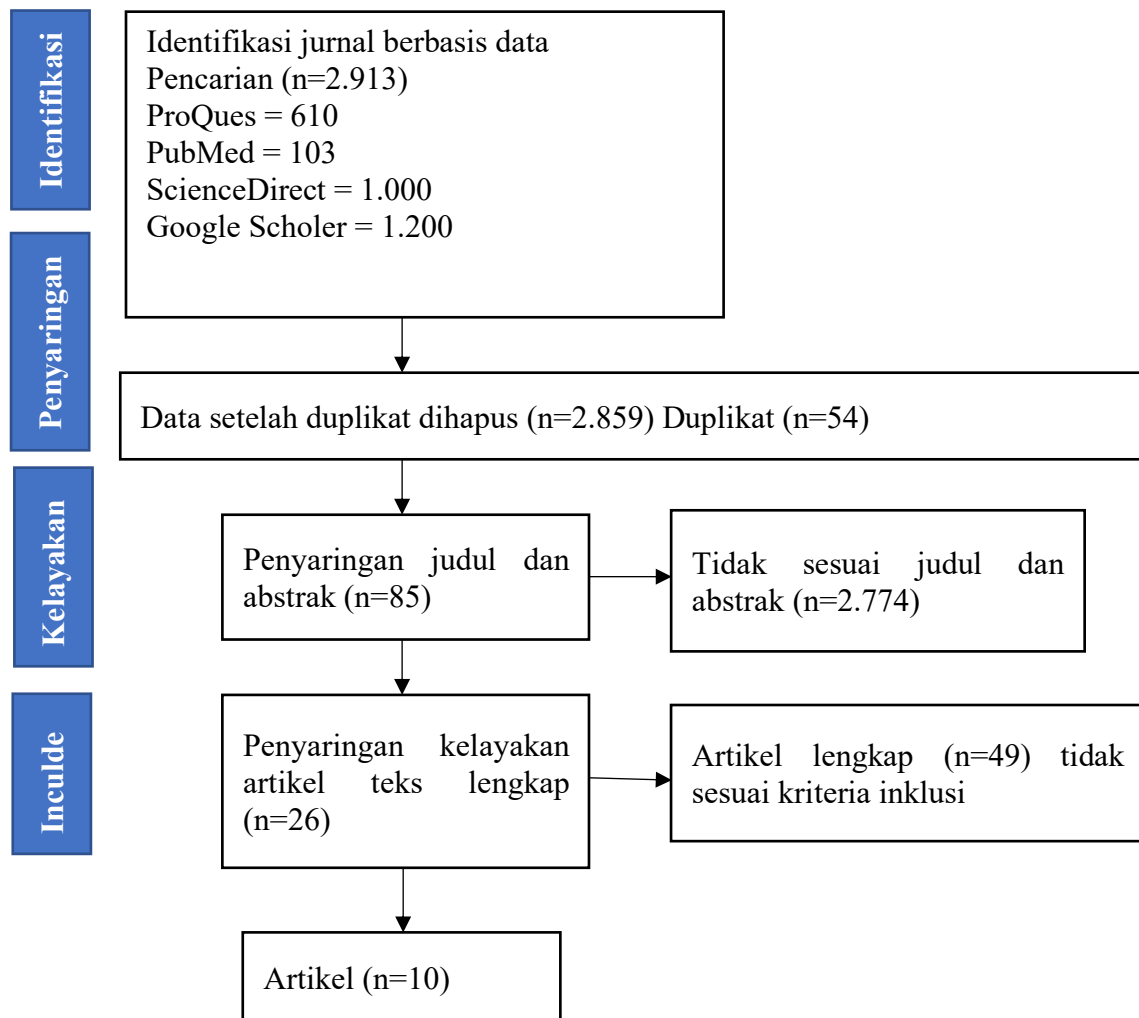 Identifikasi
Identifikasi jurnal berbasis data
Pencarian (n=2.913)
ProQues = 610
PubMed = 103
ScienceDirect = 1.000
Google Scholer = 1.200
Penyaringan
Data setelah duplikat dihapus (n=2.859) Duplikat (n=54)
Kelayakan
Penyaringan judul dan
abstrak (n=85)
Tidak sesuai judul dan
abstrak (n=2.774)
Inculde
Penyaringan kelayakan
artikel teks lengkap
(n=26)
Artikel lengkap (n=49) tidak
sesuai kriteria inklusi
Artikel (n=10)